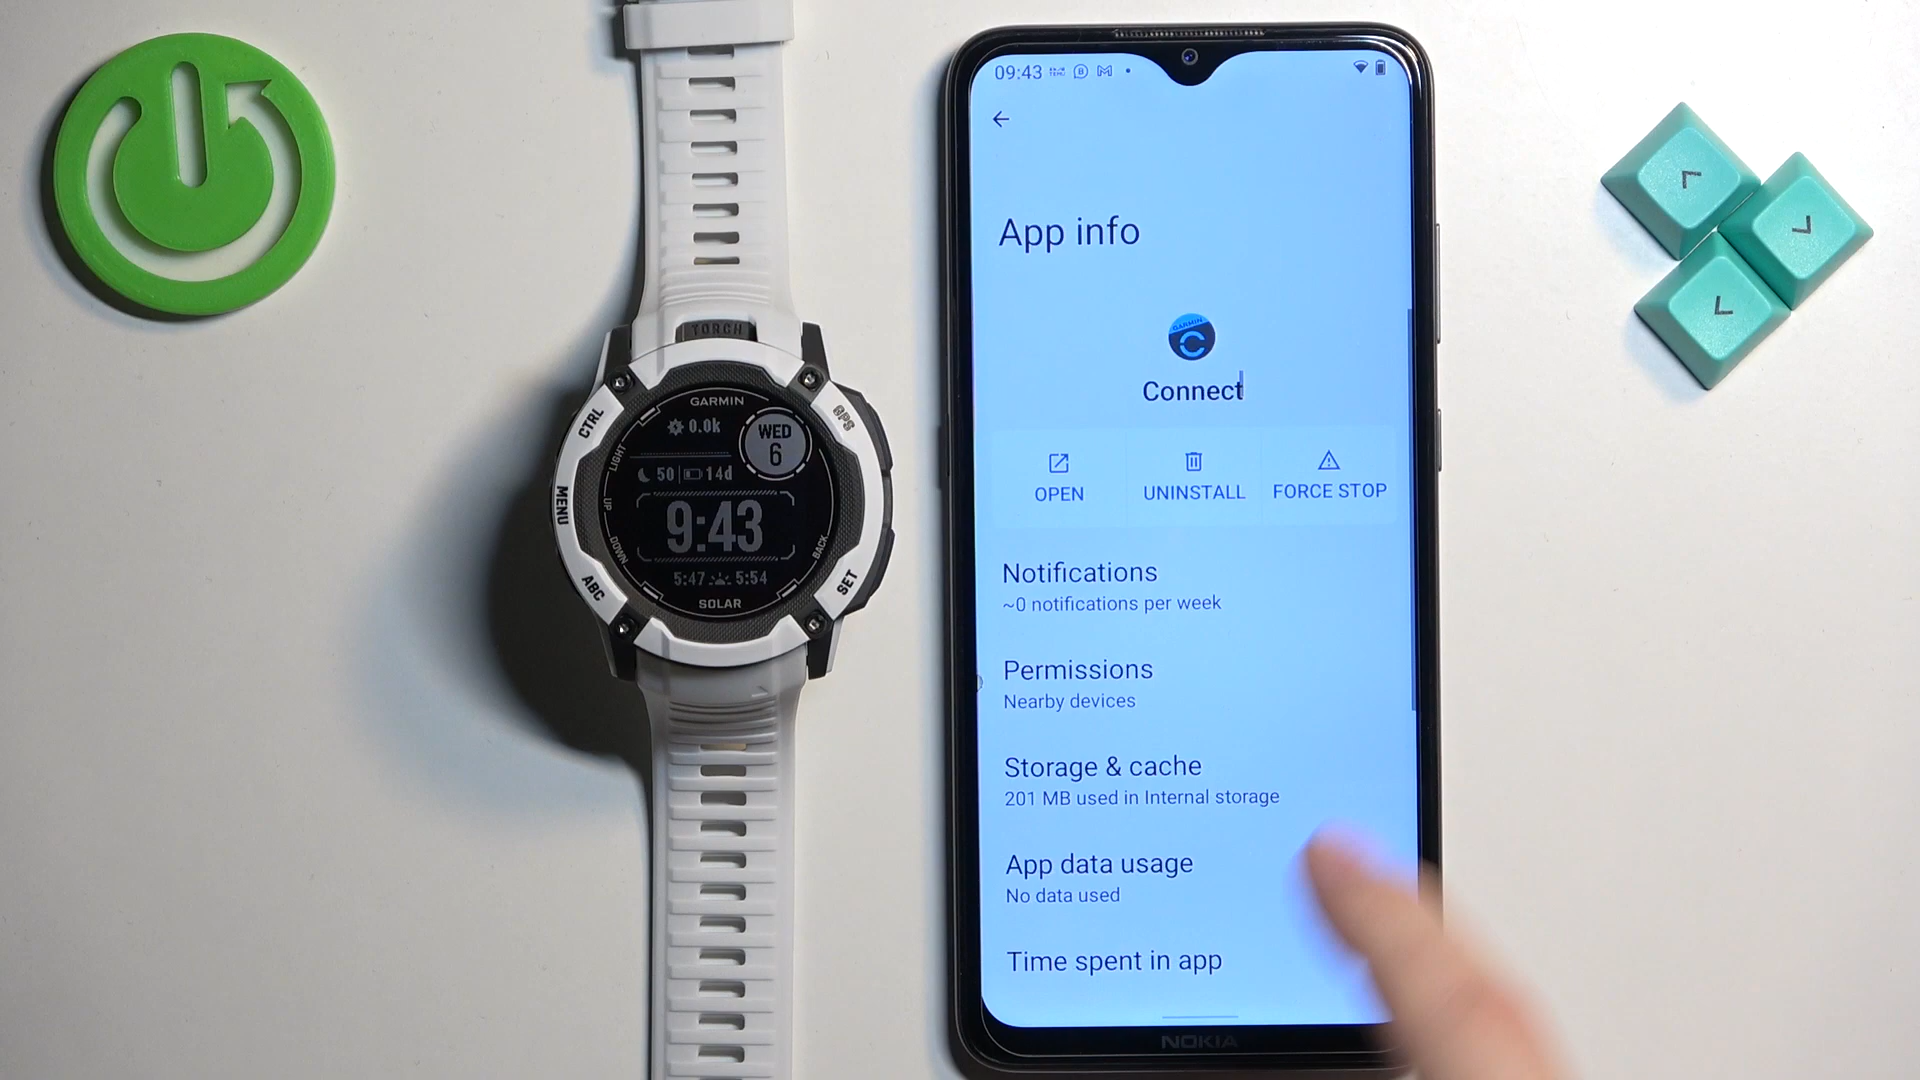 TORCH
GARMIN
CTRL
GPS
LIGHT
0.0k
WED
6
50
14d
MENU
UP
9:43
DOWN
BACK
5:47
5:54
ABC
SET
SOLAR
09:43
App info
GARMIN
Connect
OPEN
UNINSTALL
FORCE STOP
Notifications
~0 notifications per week
Permissions
Nearby devices
Storage & cache
201 MB used in Internal storage
App data usage
No data used
Time spent in app
NOKIA